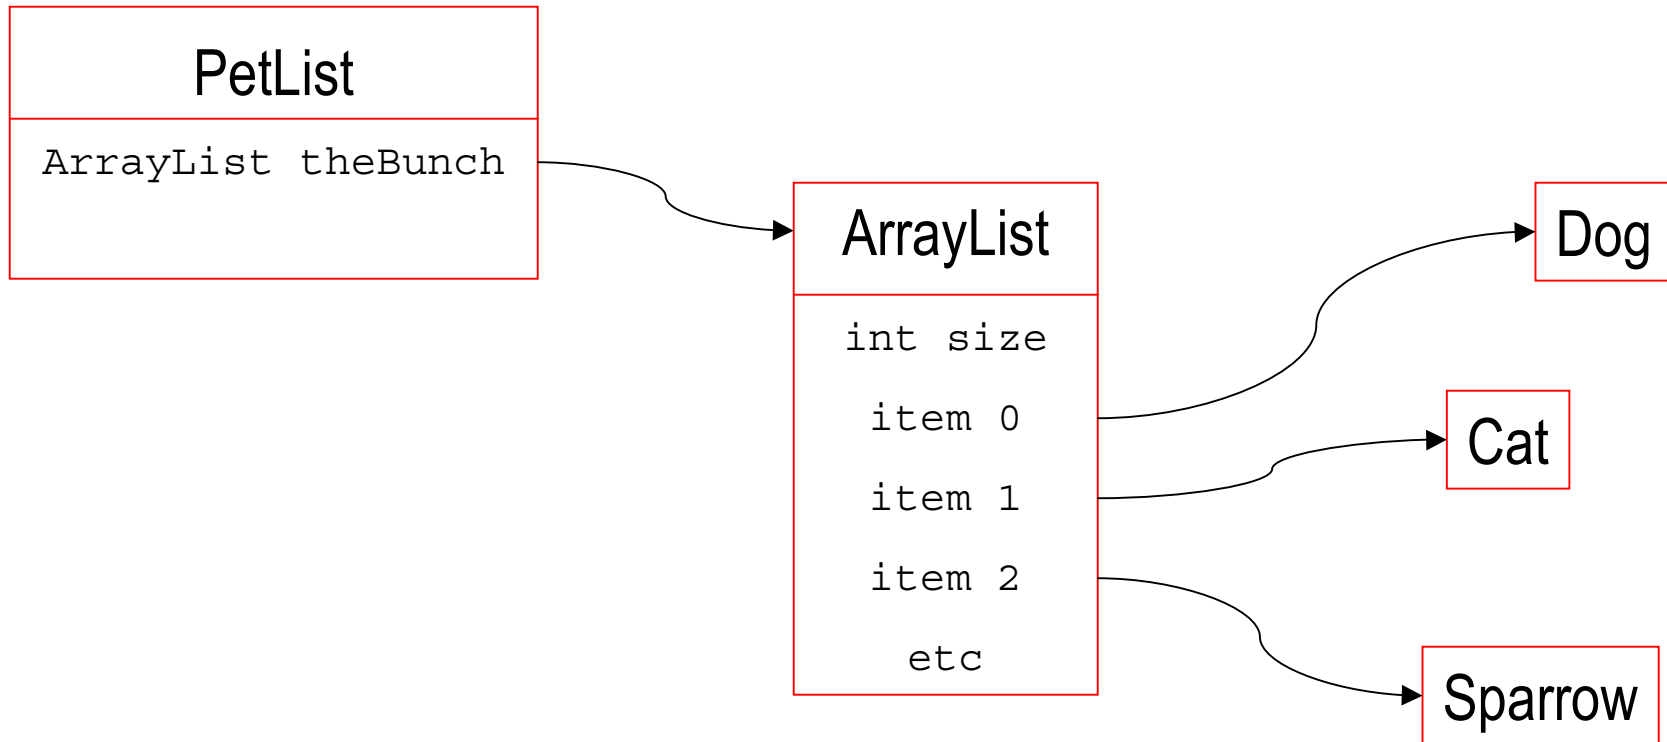 PetList
ArrayList theBunch
ArrayList
int size
item 0
item 1
item 2
etc
Dog
Cat
Sparrow